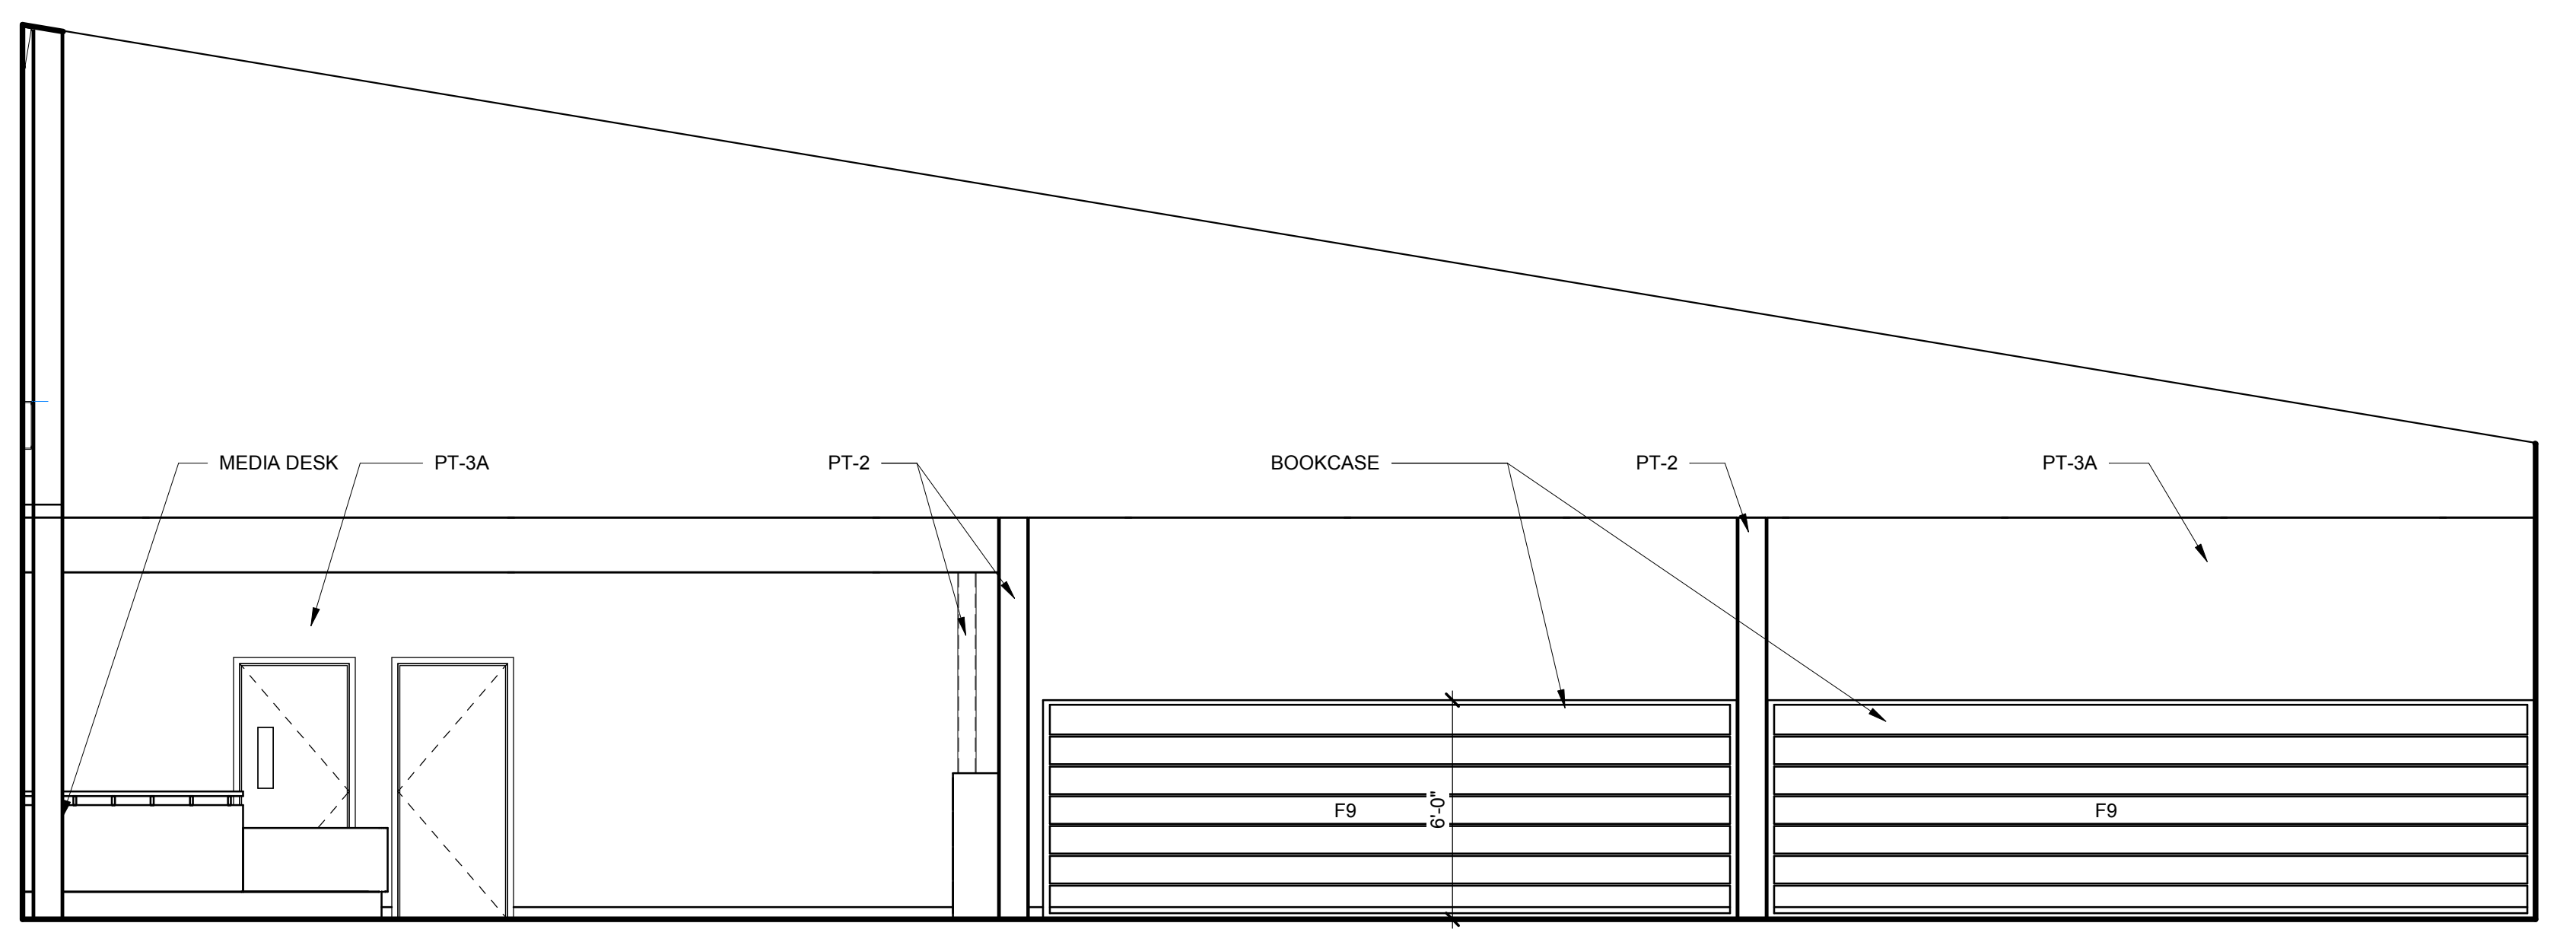 MEDIA DESK
PT-3A
PT-2
BOOKCASE
PT-2
PT-3A
F9
6'-0"
F9